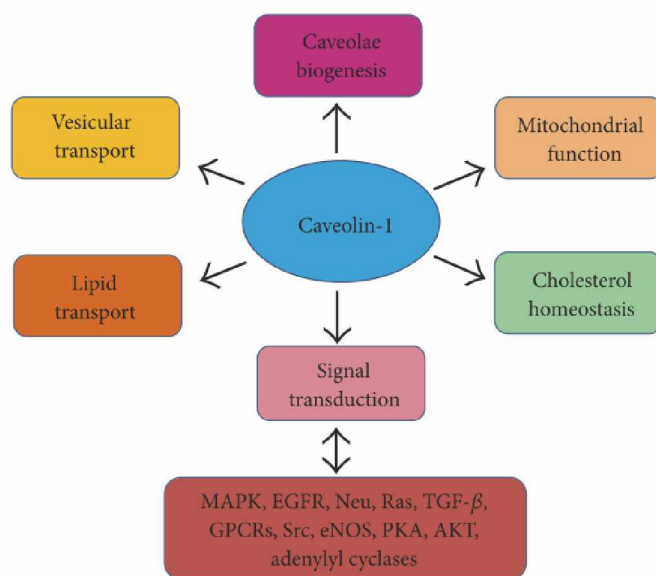 Caveolae
biogenesis
Vesicular
transport
Mitochondrial
function
Caveolin-1
Lipid
transport
Cholesterol
homeostasis
Signal
transduction
MAPK, EGFR, Neu, Ras, TGF-β,
GPCRs, Src, eNOS, PKA, AKT,
adenylyl cyclases